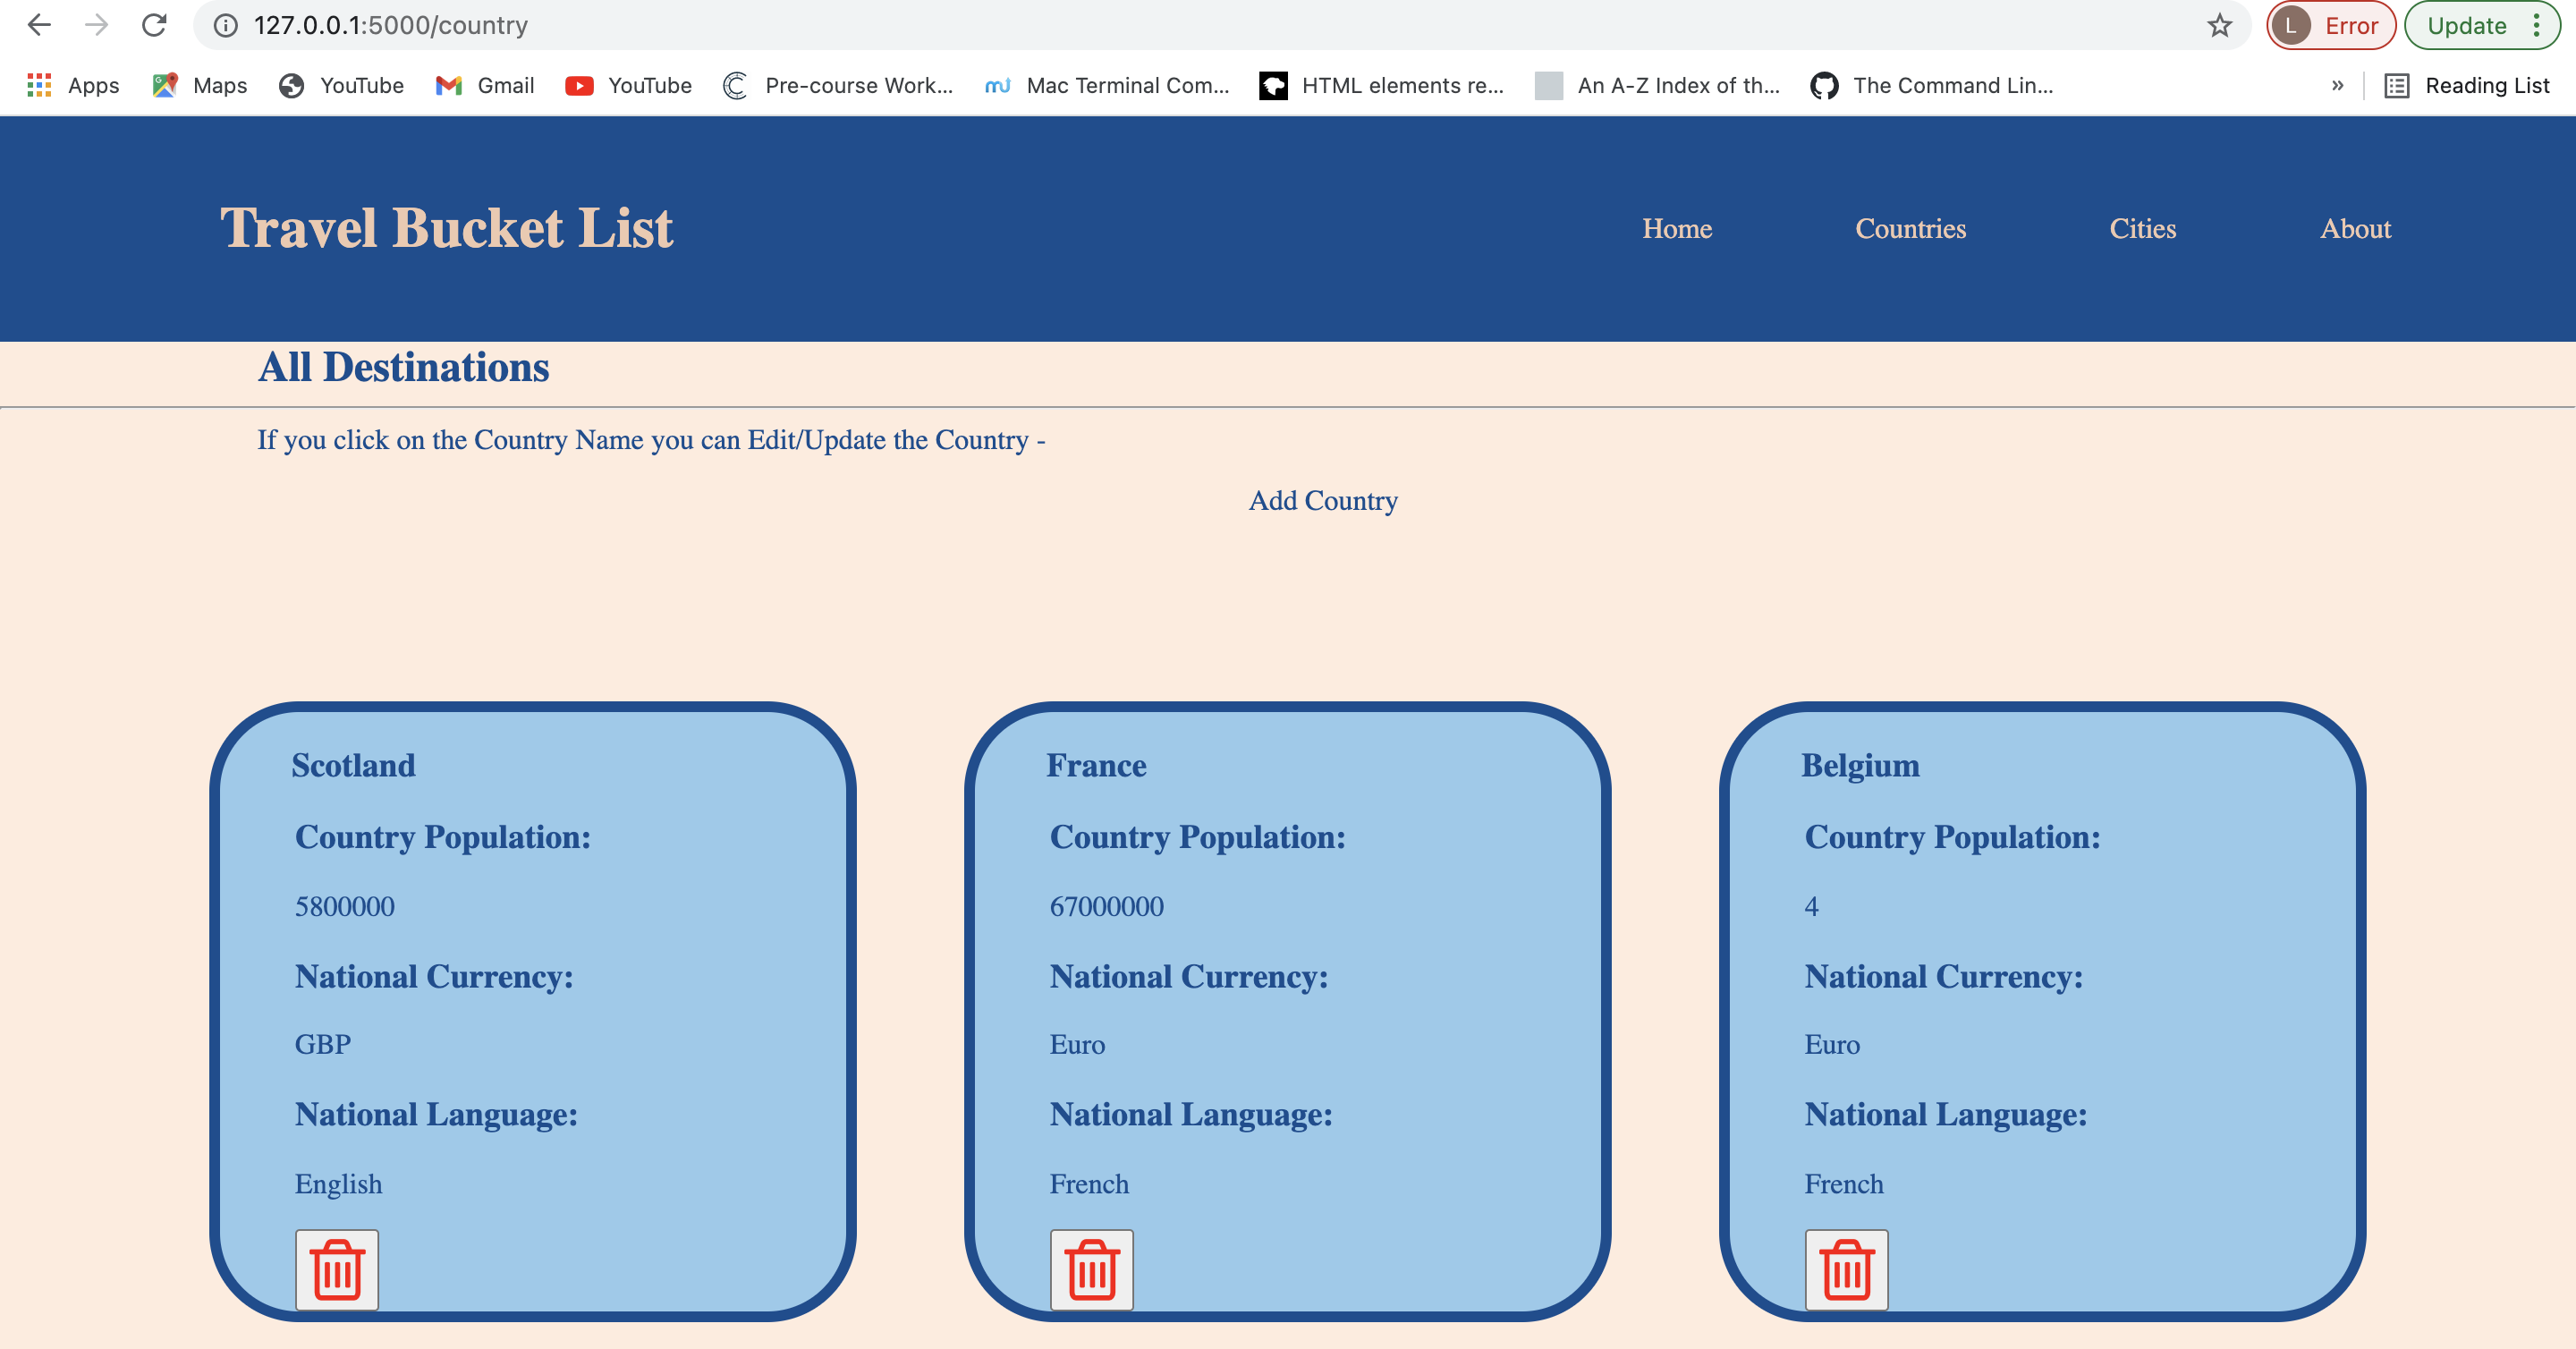 127.0.0.1:5000/country
L Error Update
Apps Maps YouTube Gmail YouTube Pre-course Work... Mac Terminal Com... HTML elements re... An A-Z Index of th... The Command Lin... » Reading List
Travel Bucket List Home Countries Cities About
All Destinations
If you click on the Country Name you can Edit/Update the Country -
Add Country
Scotland
Country Population:
5800000
National Currency:
GBP
National Language:
English
France
Country Population:
67000000
National Currency:
Euro
National Language:
French
Belgium
Country Population:
4
National Currency:
Euro
National Language:
French